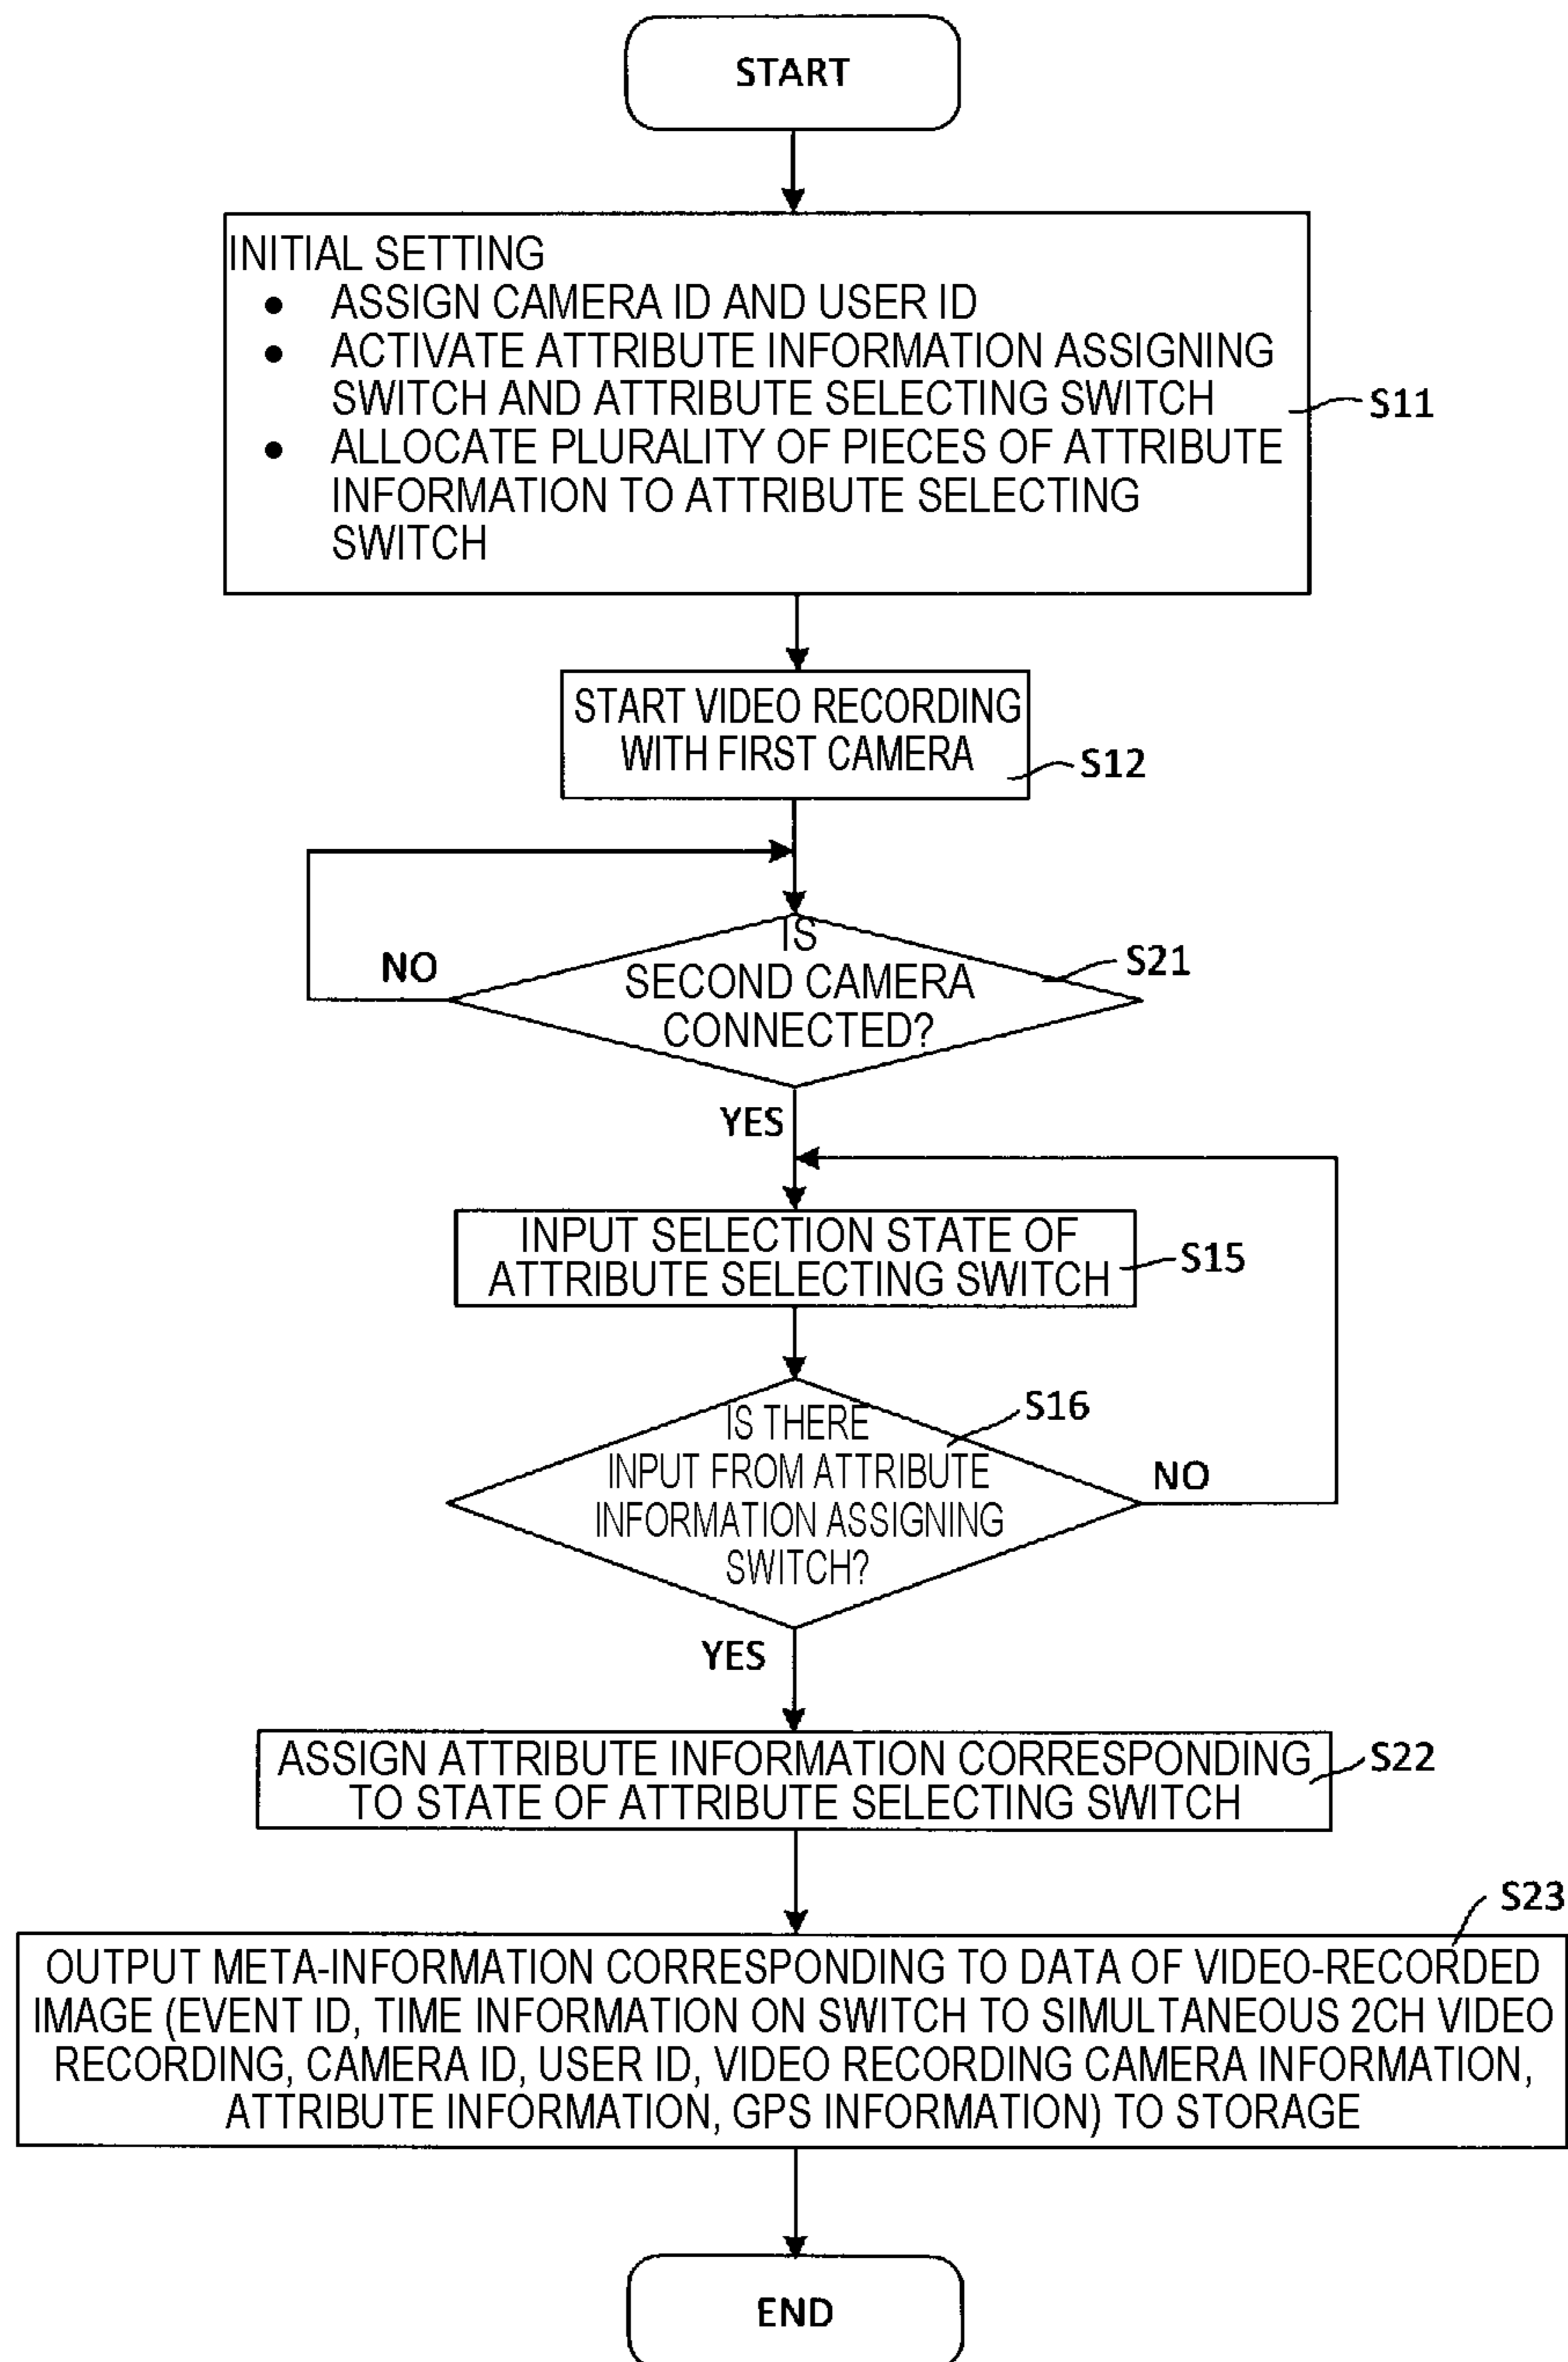 START
INITIAL SETTING
● ASSIGN CAMERA ID AND USER ID
● ACTIVATE ATTRIBUTE INFORMATION ASSIGNING
SWITCH AND ATTRIBUTE SELECTING SWITCH
● ALLOCATE PLURALITY OF PIECES OF ATTRIBUTE
INFORMATION TO ATTRIBUTE SELECTING
SWITCH
S11
START VIDEO RECORDING
WITH FIRST CAMERA
S12
IS
SECOND CAMERA
CONNECTED?
S21
NO
YES
INPUT SELECTION STATE OF
ATTRIBUTE SELECTING SWITCH
S15
IS THERE
INPUT FROM ATTRIBUTE
INFORMATION ASSIGNING
SWITCH?
S16
NO
YES
ASSIGN ATTRIBUTE INFORMATION CORRESPONDING
TO STATE OF ATTRIBUTE SELECTING SWITCH
S22
S23
OUTPUT META-INFORMATION CORRESPONDING TO DATA OF VIDEO-RECORDED
IMAGE (EVENT ID, TIME INFORMATION ON SWITCH TO SIMULTANEOUS 2CH VIDEO
RECORDING, CAMERA ID, USER ID, VIDEO RECORDING CAMERA INFORMATION,
ATTRIBUTE INFORMATION, GPS INFORMATION) TO STORAGE
END